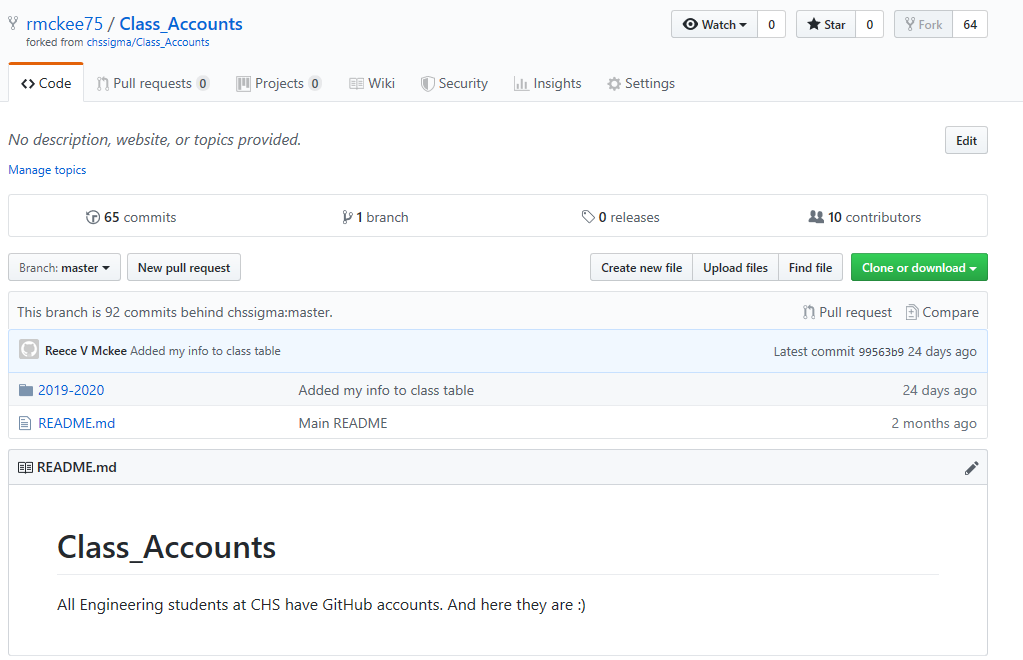 rmckee75 / Class_Accounts
forked from chssigma/Class_Accounts
Watch 0 Star 0 Fork 64
Code Pull requests 0 Projects 0 Wiki Security Insights Settings
No description, website, or topics provided. Edit
Manage topics
65 commits 1 branch 0 releases 10 contributors
Branch: master New pull request Create new file Upload files Find file Clone or download
This branch is 92 commits behind chssigma:master. Pull request Compare
Reece V Mckee Added my info to class table Latest commit 99563b9 24 days ago
2019-2020 Added my info to class table 24 days ago
README.md Main README 2 months ago
README.md
Class_Accounts
All Engineering students at CHS have GitHub accounts. And here they are :)